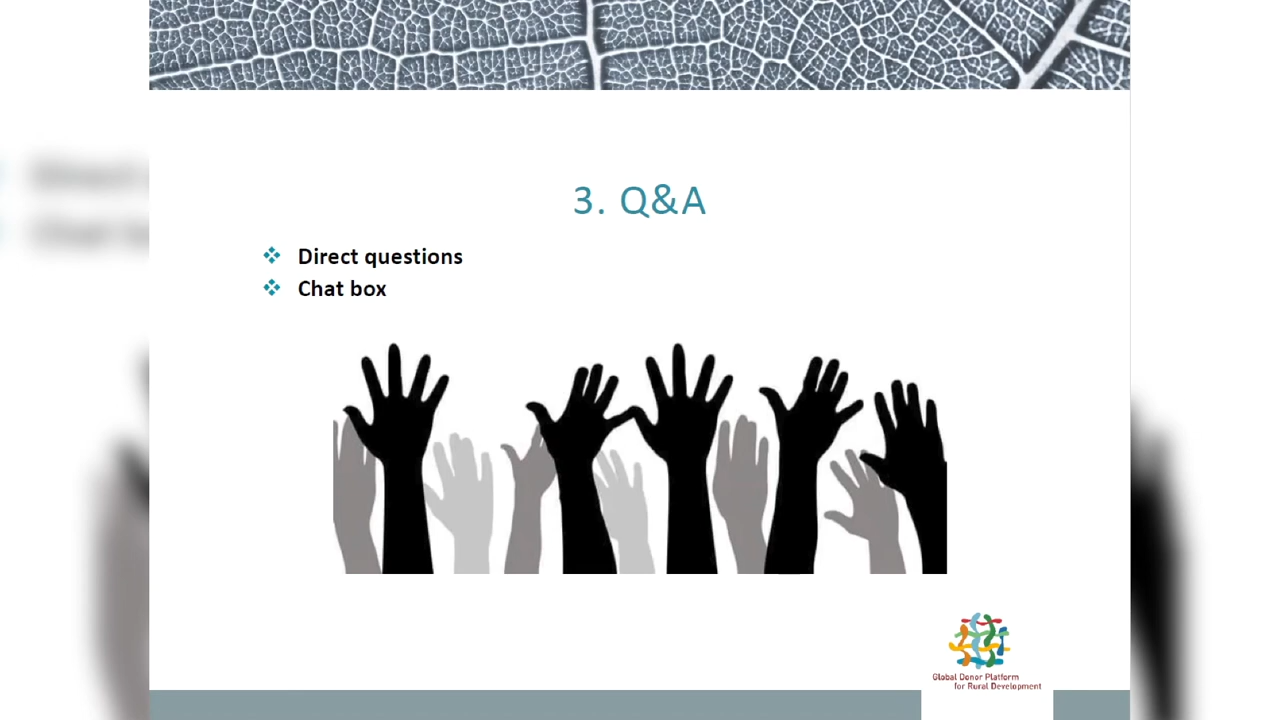 3. Q&A
Direct questions
Chat box
Global Donor Platform
for Rural Development